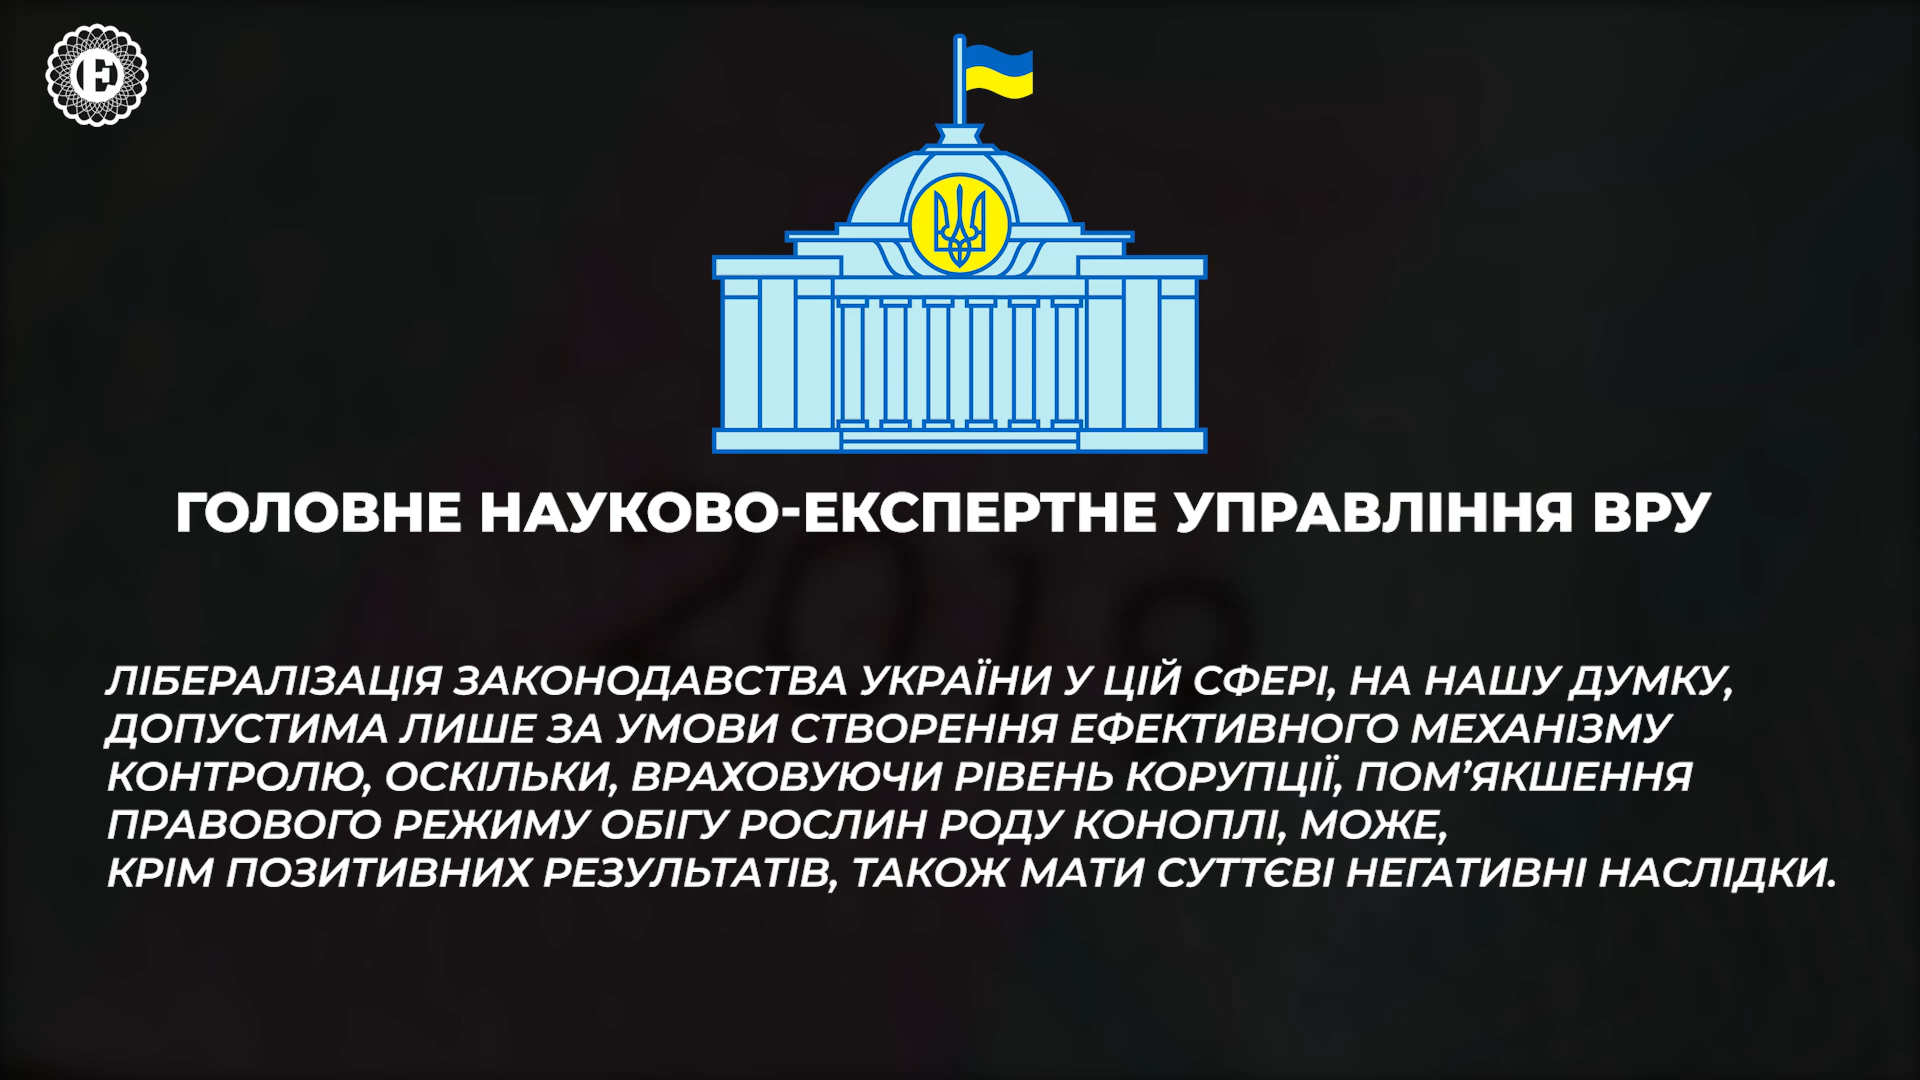 E
ГОЛОВНЕ НАУКОВО-ЕКСПЕРТНЕ УПРАВЛІННЯ ВРУ
2019
ЛІБЕРАЛІЗАЦІЯ ЗАКОНОДАВСТВА УКРАЇНИ У ЦІЙ СФЕРІ, НА НАШУ ДУМКУ,
ДОПУСТИМА ЛИШЕ ЗА УМОВИ СТВОРЕННЯ ЕФЕКТИВНОГО МЕХАНІЗМУ
КОНТРОЛЮ, ОСКІЛЬКИ, ВРАХОВУЮЧИ РІВЕНЬ КОРУПЦІЇ, ПОМ’ЯКШЕННЯ
ПРАВОВОГО РЕЖИМУ ОБІГУ РОСЛИН РОДУ КОНОПЛІ, МОЖЕ,
КРІМ ПОЗИТИВНИХ РЕЗУЛЬТАТІВ, ТАКОЖ МАТИ СУТТЄВІ НЕГАТИВНІ НАСЛІДКИ.